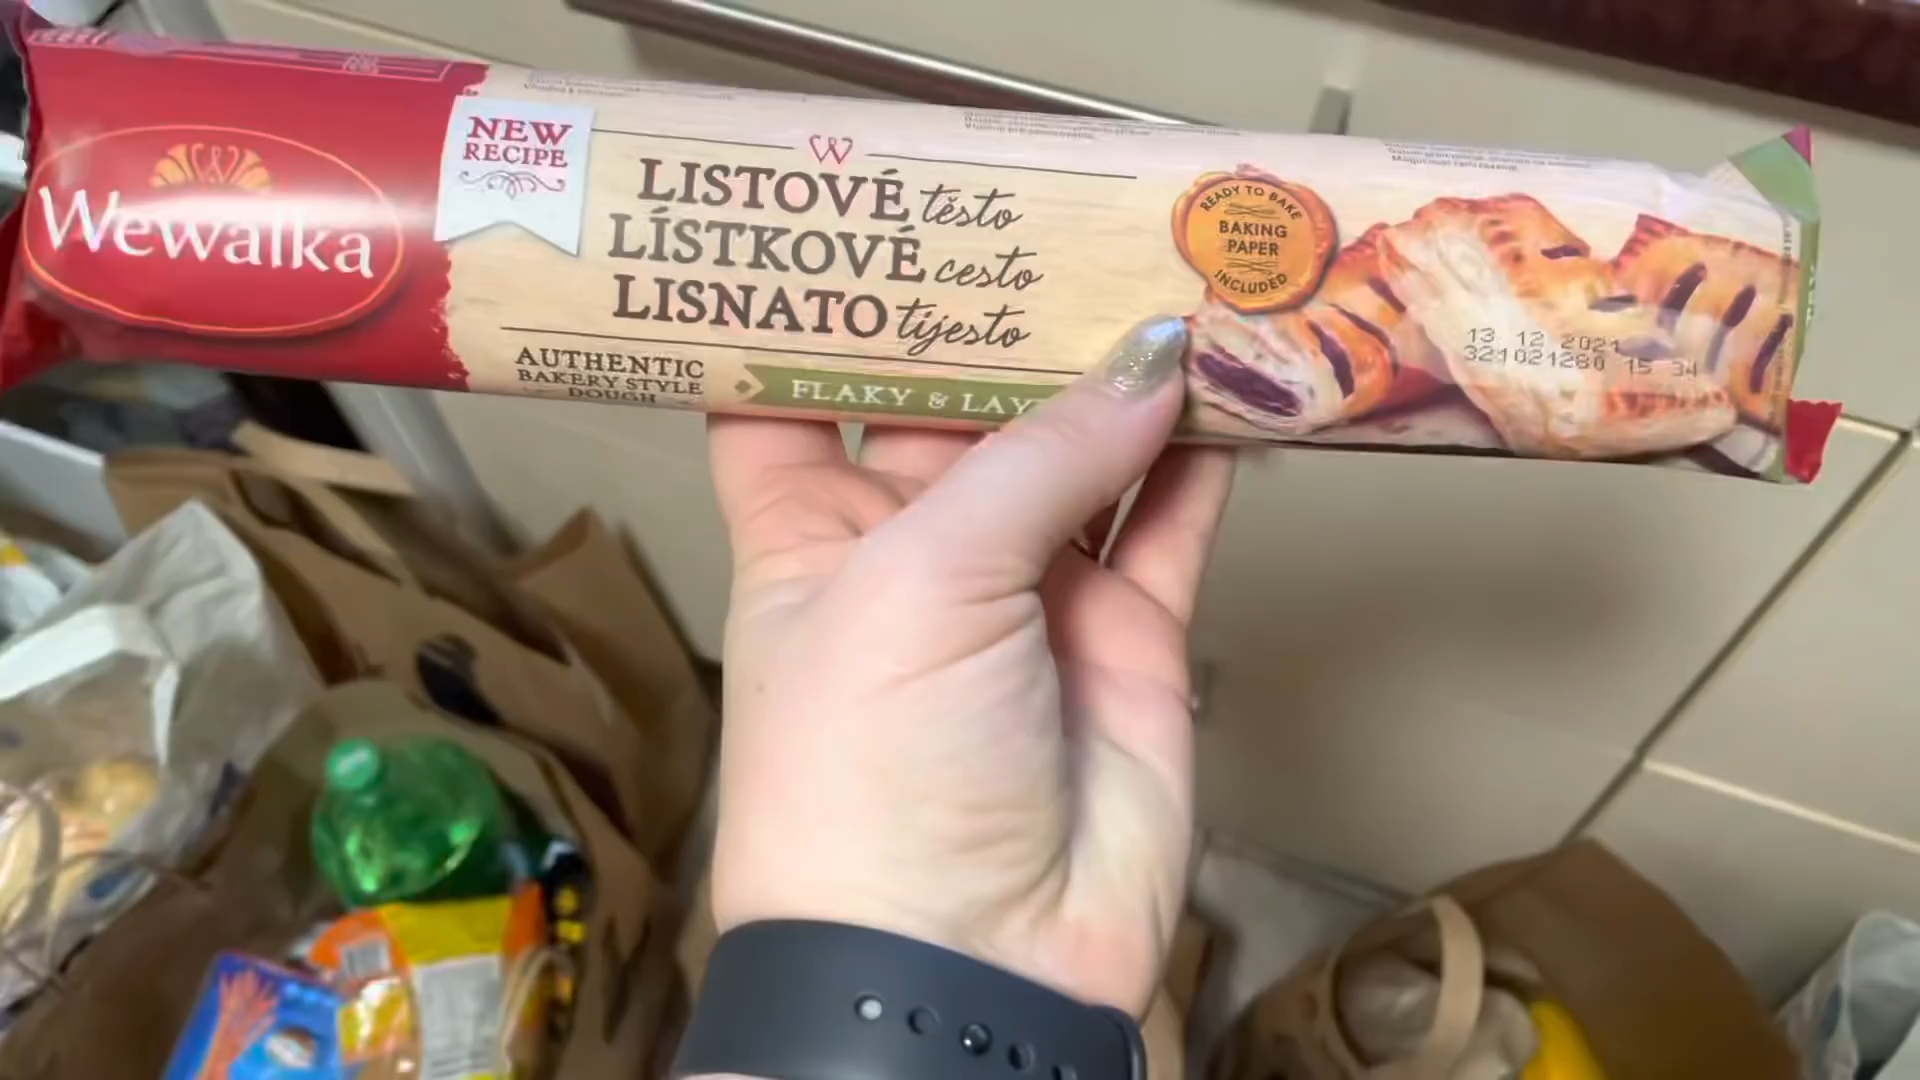 Wewalka
NEW
RECIPE
W
LISTOVÉ těsto
LÍSTKOVÉ cesto
LISNATO tijesto
AUTHENTIC
BAKERY STYLE
DOUGH
FLAKY & LAY
READY TO BAKE
BAKING
PAPER
INCLUDED
13 12 2021
321021280 15 34